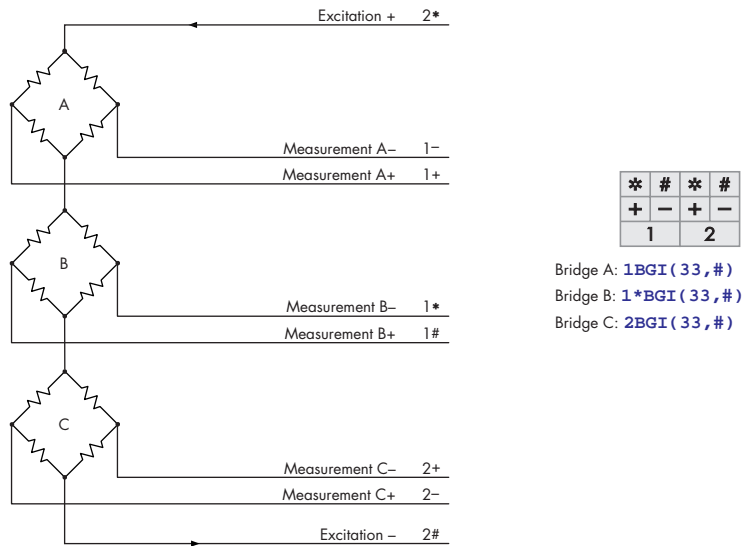 Excitation + 2*
A
Measurement A– 1–
Measurement A+ 1+
B
Measurement B– 1*
Measurement B+ 1#
C
Measurement C– 2+
Measurement C+ 2–
Excitation – 2#
* # * #
+ – + –
1 2
Bridge A: 1BGI(33,#)
Bridge B: 1*BGI(33,#)
Bridge C: 2BGI(33,#)